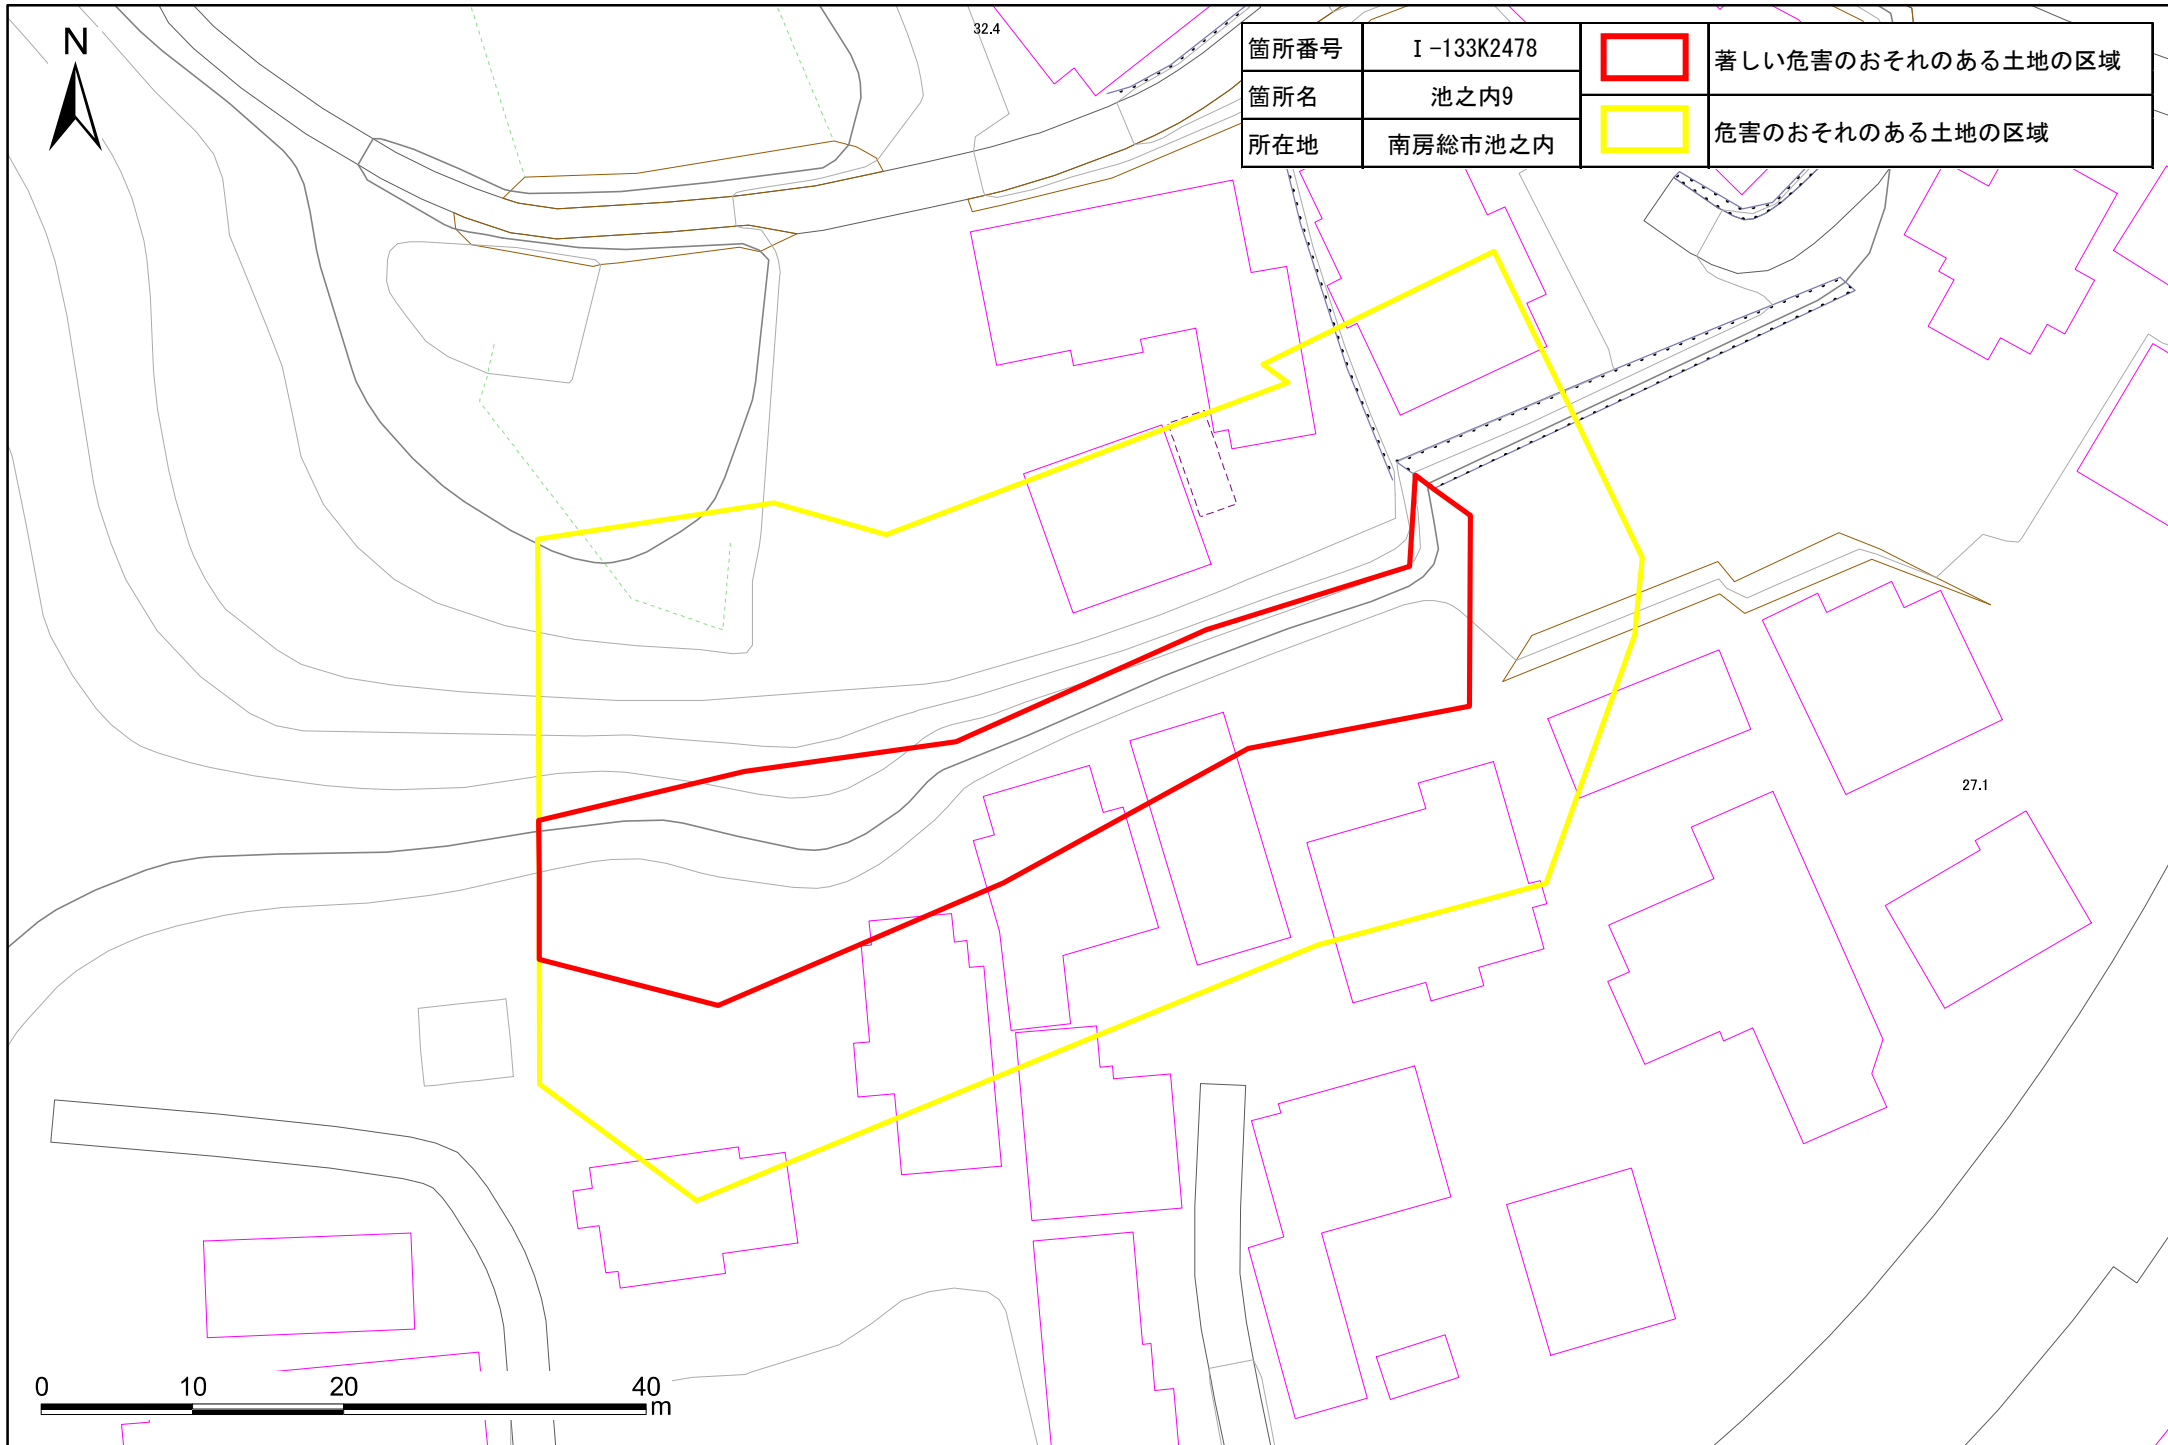 N
32.4
箇所番号 Ⅰ-133K2478 著しい危害のおそれのある土地の区域
箇所名 池之内9
所在地 南房総市池之内 危害のおそれのある土地の区域
27.1
0 10 20 40
m